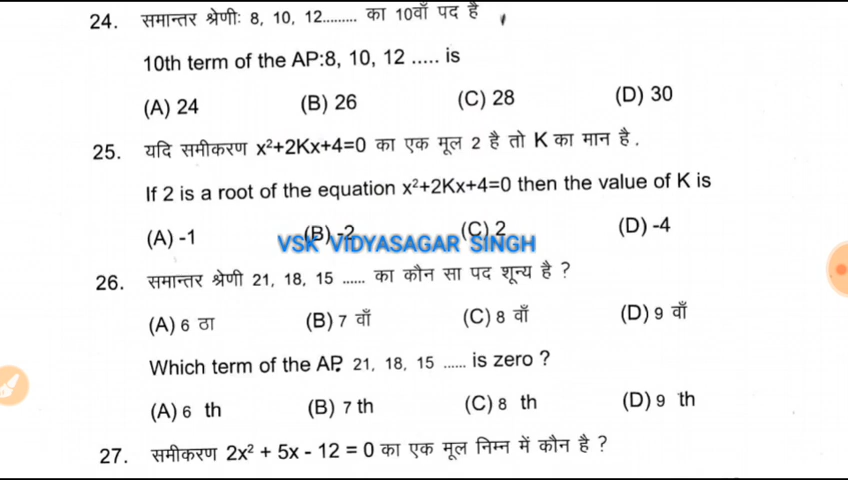 24. समान्तर श्रेणीः 8, 10, 12......... का 10वाँ पद है
10th term of the AP:8, 10, 12 ..... is
(A) 24 (B) 26 (C) 28 (D) 30
25. यदि समीकरण x²+2Kx+4=0 का एक मूल 2 है तो K का मान है .
If 2 is a root of the equation x²+2Kx+4=0 then the value of K is
(A) -1 (B) -2 (C) 2 (D) -4
VSK VIDYASAGAR SINGH
26. समान्तर श्रेणी 21, 18, 15 ...... का कौन सा पद शून्य है ?
(A) 6 ठा (B) 7 वाँ (C) 8 वाँ (D) 9 वाँ
Which term of the AP. 21, 18, 15 ...... is zero ?
(A) 6 th (B) 7 th (C) 8 th (D) 9 th
27. समीकरण 2x² + 5x - 12 = 0 का एक मूल निम्न में कौन है ?